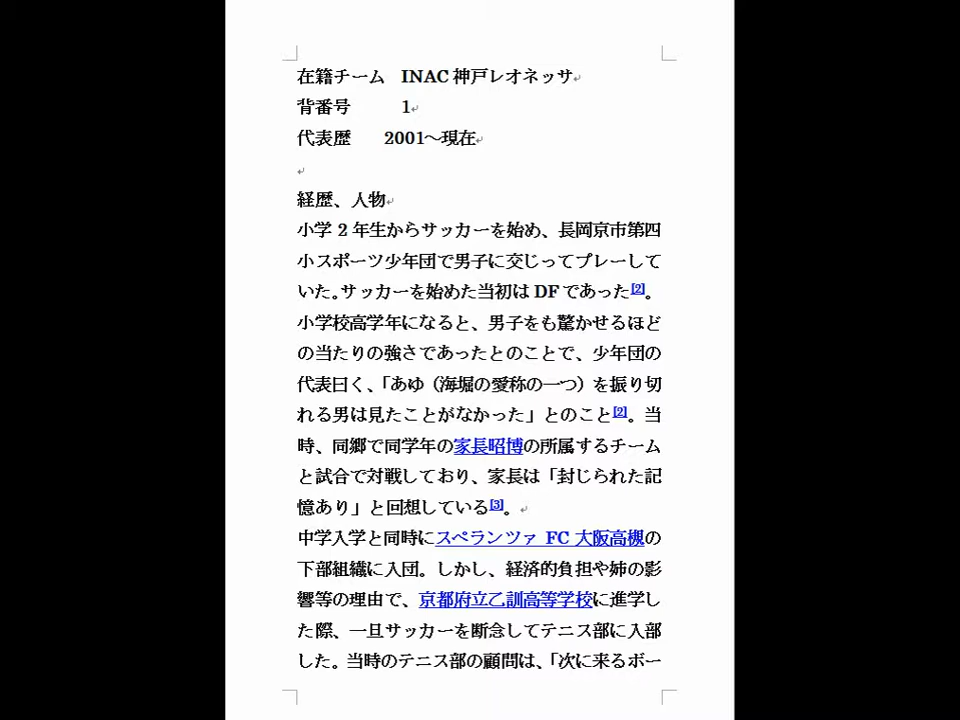 在籍チーム　INAC 神戸レオネッサ
背番号　　　1
代表歴　　2001～現在
経歴、人物
小学 2 年生からサッカーを始め、長岡京市第四
小スポーツ少年団で男子に交じってプレーして
いた。サッカーを始めた当初は DF であった[2]。
小学校高学年になると、男子をも驚かせるほど
の当たりの強さであったとのことで、少年団の
代表曰く、「あゆ（海堀の愛称の一つ）を振り切
れる男は見たことがなかった」とのこと[2]。当
時、同郷で同学年の家長昭博の所属するチーム
と試合で対戦しており、家長は「封じられた記
憶あり」と回想している[3]。
中学入学と同時にスペランツァ FC 大阪高槻の
下部組織に入団。しかし、経済的負担や姉の影
響等の理由で、京都府立乙訓高等学校に進学し
た際、一旦サッカーを断念してテニス部に入部
した。当時のテニス部の顧問は、「次に来るボー